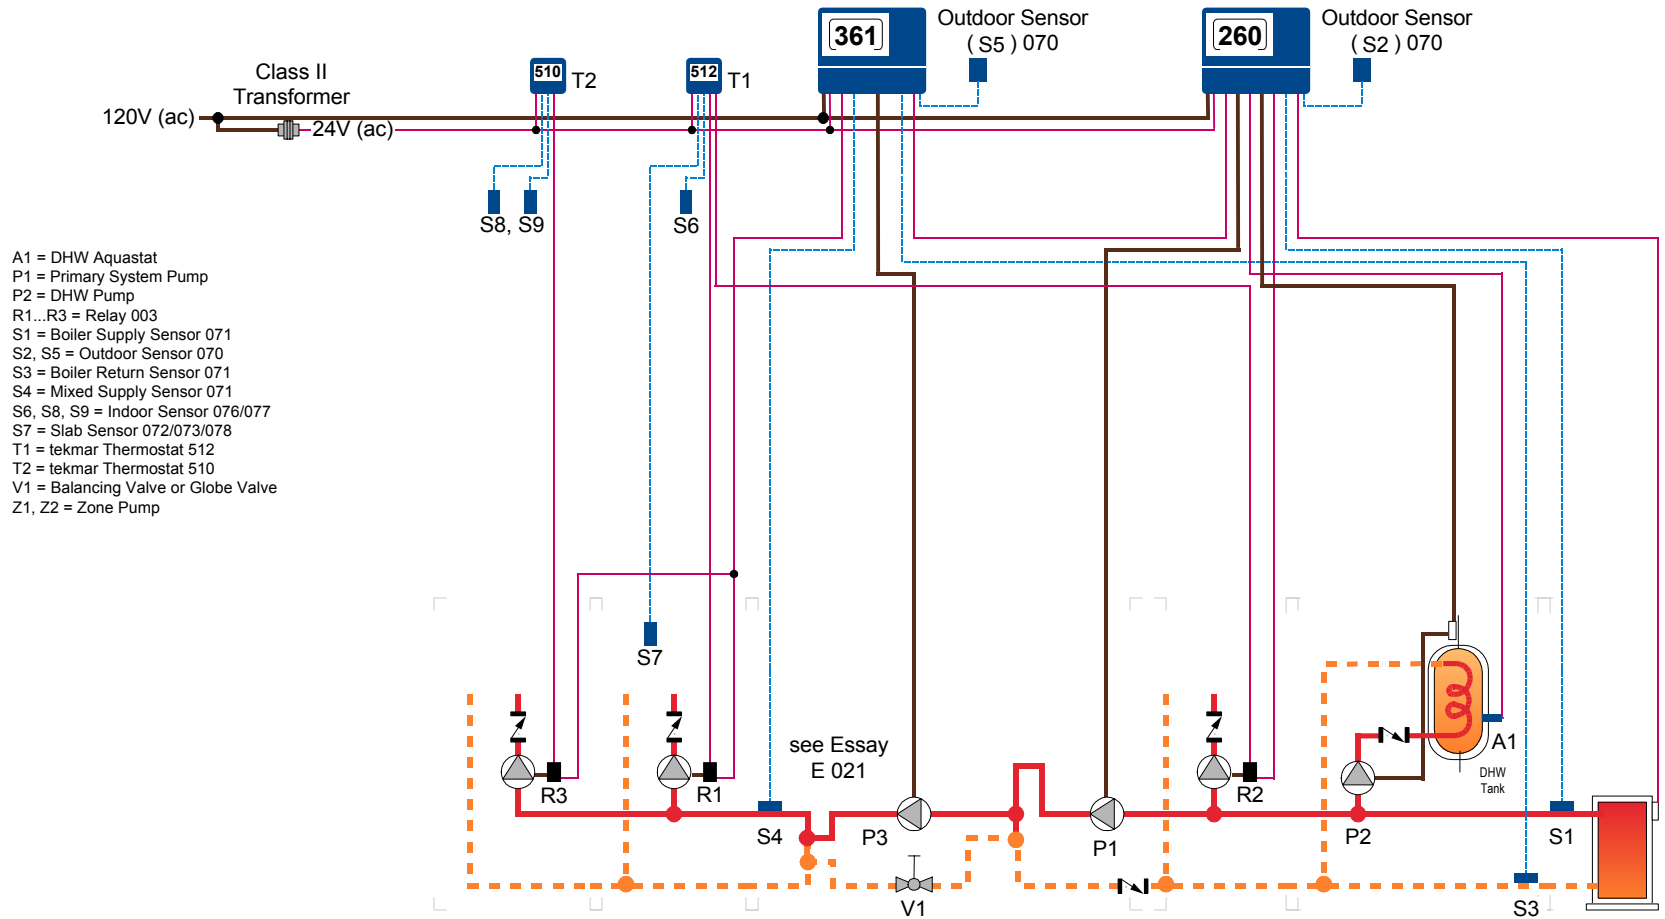 361
Outdoor Sensor
( S5 ) 070
260
Outdoor Sensor
( S2 ) 070
Class II
Transformer
510
T2
512
T1
120V (ac)
24V (ac)
S8, S9
S6
A1 = DHW Aquastat
P1 = Primary System Pump
P2 = DHW Pump
R1...R3 = Relay 003
S1 = Boiler Supply Sensor 071
S2, S5 = Outdoor Sensor 070
S3 = Boiler Return Sensor 071
S4 = Mixed Supply Sensor 071
S6, S8, S9 = Indoor Sensor 076/077
S7 = Slab Sensor 072/073/078
T1 = tekmar Thermostat 512
T2 = tekmar Thermostat 510
V1 = Balancing Valve or Globe Valve
Z1, Z2 = Zone Pump
S7
see Essay
E 021
A1
DHW
Tank
R3
R1
R2
S4
P3
P1
P2
S1
V1
S3